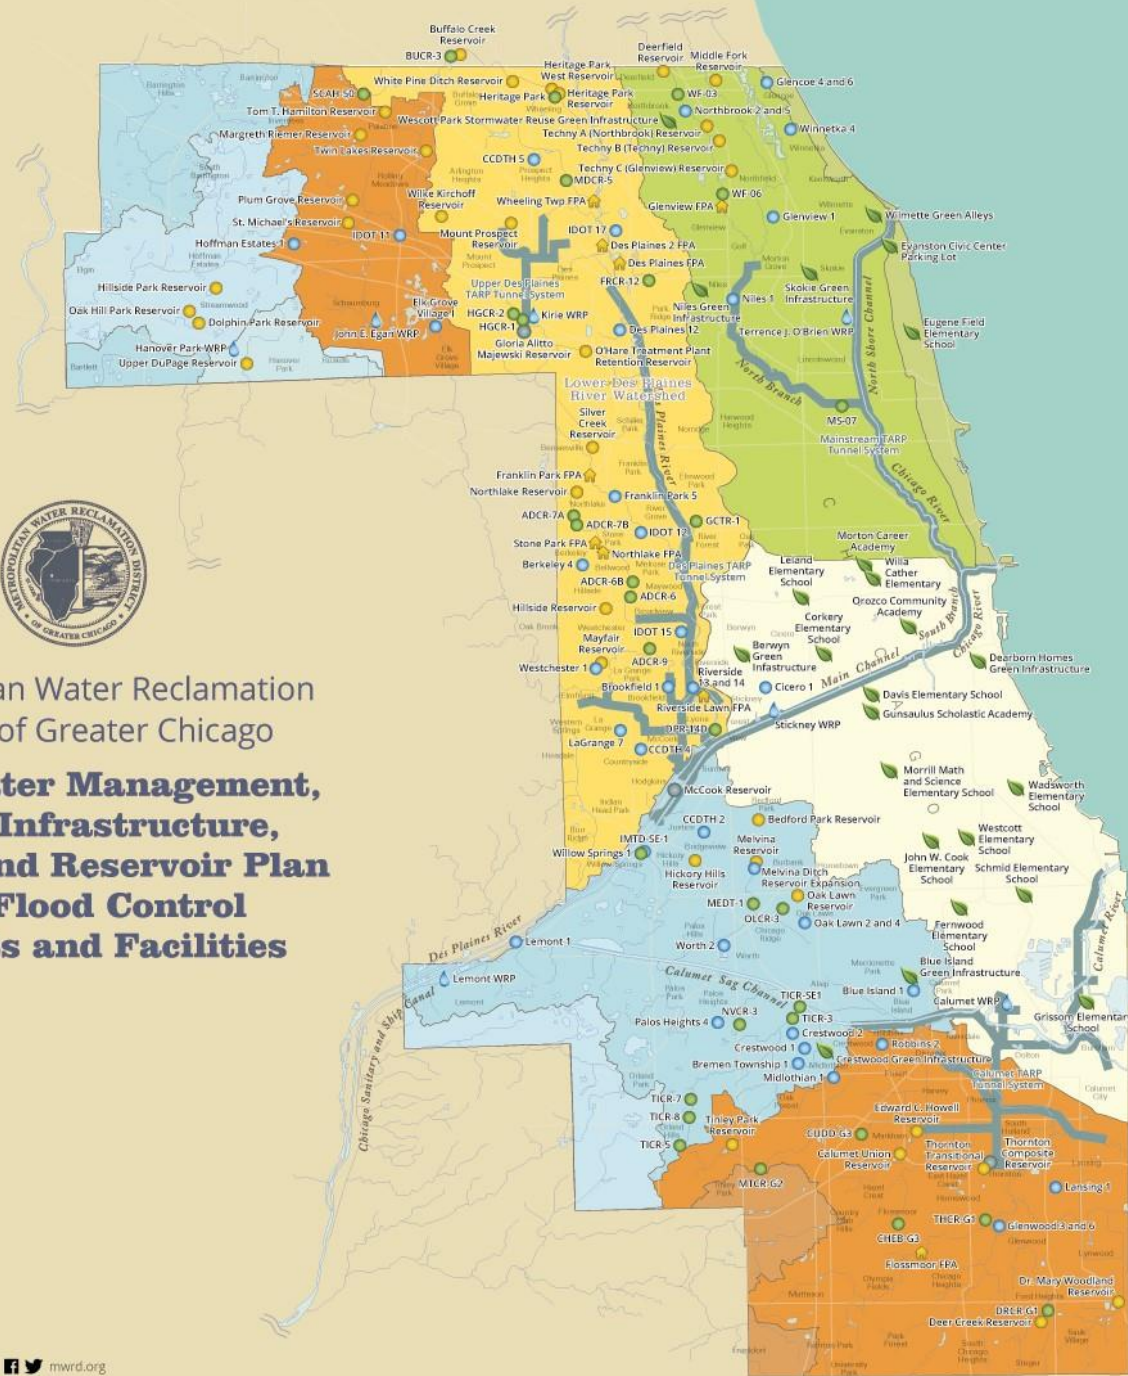 Buffalo Creek
Reservoir
BUCR-3
Deerfield
Reservoir
Middle Fork
Reservoir
Heritage Park
West Reservoir
White Pine Ditch Reservoir
Glencoe 4 and 6
SCAH-50
Heritage Park
Heritage Park
Reservoir
WF-03
Tom T. Hamilton Reservoir
Northbrook 2 and 5
Wescott Park Stormwater Reuse Green Infrastructure
Margreth Riemer Reservoir
Techny A (Northbrook) Reservoir
Winnetka 4
Twin Lakes Reservoir
Techny B (Techny) Reservoir
CCDTH 5
Techny C (Glenview) Reservoir
MDCR-5
Plum Grove Reservoir
Wilke Kirchoff
Reservoir
Wheeling Twp FPA
WF-06
Glenview FPA
St. Michael's Reservoir
Glenview 1
Wilmette Green Alleys
Hoffman Estates 1
IDOT 11
Mount Prospect
Reservoir
IDOT 17
Des Plaines 2 FPA
Evanston Civic Center
Parking Lot
Des Plaines FPA
Upper Des Plaines
TARP Tunnel System
FRCR-12
Skokie Green
Infrastructure
Hillside Park Reservoir
Niles 1
Niles Green
Infrastructure
Oak Hill Park Reservoir
Elk Grove
Village 1
HGCR-2
Kirie WRP
North Shore Channel
Dolphin Park Reservoir
John E. Egan WRP
HGCR-1
Des Plaines 12
Terrence J. O'Brien WRP
Eugene Field
Elementary
School
Hanover Park WRP
Gloria Alitto
Majewski Reservoir
O'Hare Treatment Plant
Retention Reservoir
Upper DuPage Reservoir
North Branch
Lower Des Plaines
River Watershed
Des Plaines River
Silver
Creek
Reservoir
MS-07
Mainstream TARP
Tunnel System
Franklin Park FPA
Chicago River
Northlake Reservoir
Franklin Park 5
ADCR-7A
ADCR-7B
GCTR-1
IDOT 12
Stone Park FPA
Northlake FPA
Morton Career
Academy
Berkeley 4
Des Plaines TARP
Tunnel System
Leland
Elementary
School
Willa
Cather
Elementary
ADCR-6B
ADCR-6
Orozco Community
Academy
Hillside Reservoir
Corkery
Elementary
School
South Branch
Chicago River
IDOT 15
Mayfair
Reservoir
ADCR-9
Berwyn
Green
Infastructure
Main Channel
Dearborn Homes
Green Infrastructure
Westchester 1
Riverside
13 and 14
Brookfield 1
Cicero 1
Davis Elementary School
Riverside Lawn FPA
Gunsaulus Scholastic Academy
Stickney WRP
DPR-14D
LaGrange 7
CCDTH 4
Morrill Math
and Science
Elementary School
McCook Reservoir
Wadsworth
Elementary
School
CCDTH 2
Bedford Park Reservoir
IMTD-SE-1
Melvina
Reservoir
Westcott
Elementary
School
Willow Springs 1
Hickory Hills
Reservoir
Melvina Ditch
Reservoir Expansion
John W. Cook
Elementary
School
Schmid Elementary
School
Oak Lawn
Reservoir
MEDT-1
OLCR-3
Oak Lawn 2 and 4
Fernwood
Elementary
School
Calumet River
Des Plaines River
Lemont 1
Worth 2
Lemont WRP
Calumet Sag Channel
Blue Island
Green Infrastructure
Blue Island 1
TICR-SE1
Calumet WRP
NVCR-3
TICR-3
Grissom Elementary
School
Palos Heights 4
Crestwood 2
Crestwood 1
Robbins 2
Crestwood Green Infrastructure
Bremen Township 1
Midlothian 1
Calumet TARP
Tunnel System
Chicago Sanitary and Ship Canal
TICR-7
TICR-8
Tinley Park
Reservoir
Edward C. Howell
Reservoir
TICR-5
CUDD-G3
Calumet Union
Reservoir
Thornton
Transitional
Reservoir
Thornton
Composite
Reservoir
MTCR-G2
Lansing 1
THCR-G1
Glenwood 3 and 6
CHEB-G3
Flossmoor FPA
Dr. Mary Woodland
Reservoir
DRCR-G1
Deer Creek Reservoir
METROPOLITAN WATER RECLAMATION DISTRICT
OF GREATER CHICAGO
an Water Reclamation
of Greater Chicago
ter Management,
Infrastructure,
nd Reservoir Plan
Flood Control
s and Facilities
mwrd.org